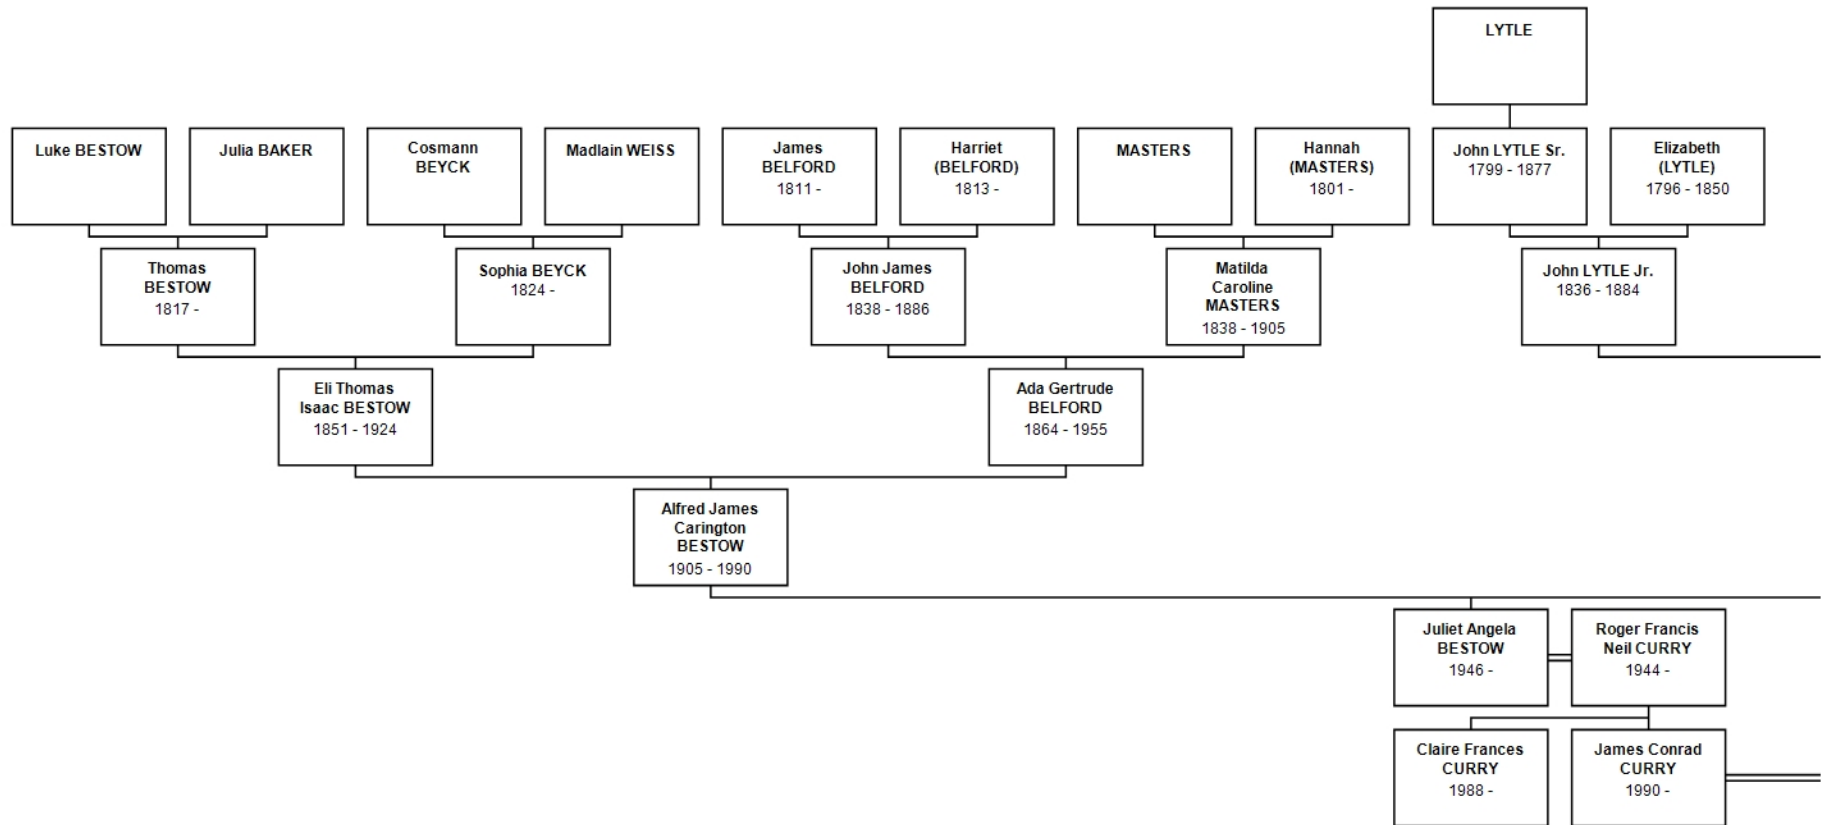 LYTLE
Luke BESTOW
Julia BAKER
Cosmann
BEYCK
Madlain WEISS
James
BELFORD
1811 -
Harriet
(BELFORD)
1813 -
MASTERS
Hannah
(MASTERS)
1801 -
John LYTLE Sr.
1799 - 1877
Elizabeth
(LYTLE)
1796 - 1850
Thomas
BESTOW
1817 -
Sophia BEYCK
1824 -
John James
BELFORD
1838 - 1886
Matilda
Caroline
MASTERS
1838 - 1905
John LYTLE Jr.
1836 - 1884
Eli Thomas
Isaac BESTOW
1851 - 1924
Ada Gertrude
BELFORD
1864 - 1955
Alfred James
Carington
BESTOW
1905 - 1990
Juliet Angela
BESTOW
1946 -
Roger Francis
Neil CURRY
1944 -
Claire Frances
CURRY
1988 -
James Conrad
CURRY
1990 -